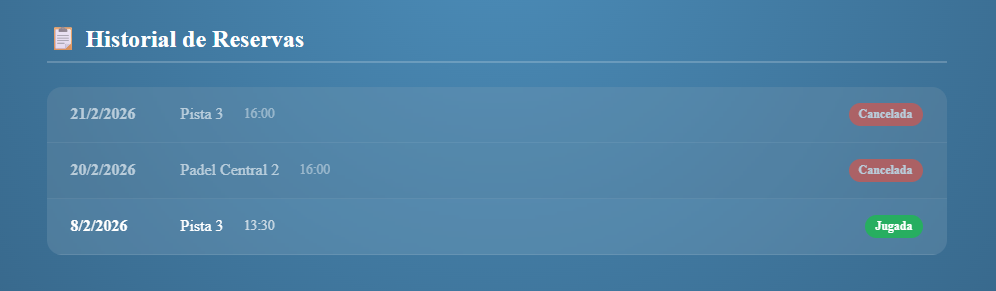 Historial de Reservas
21/2/2026 Pista 3 16:00 Cancelada
20/2/2026 Padel Central 2 16:00 Cancelada
8/2/2026 Pista 3 13:30 Jugada